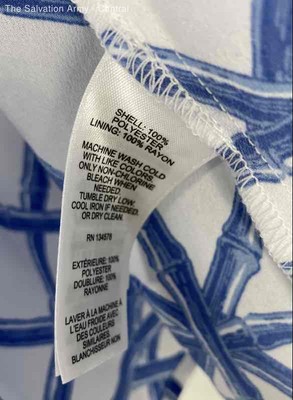 The Salvation Army / Central
SHELL: 100%
POLYESTER
LINING: 100% RAYON
MACHINE WASH COLD
WITH LIKE COLORS
ONLY NON-CHLORINE
BLEACH WHEN
NEEDED.
TUMBLE DRY LOW.
COOL IRON IF NEEDED.
OR DRY CLEAN.
RN 134578
EXTÉRIEURE: 100%
POLYESTER
DOUBLURE: 100%
RAYONNE
LAVER À LA MACHINE À
L'EAU FROIDE AVEC
DES COULEURS
SIMILAIRES.
BLANCHISSEUR NON